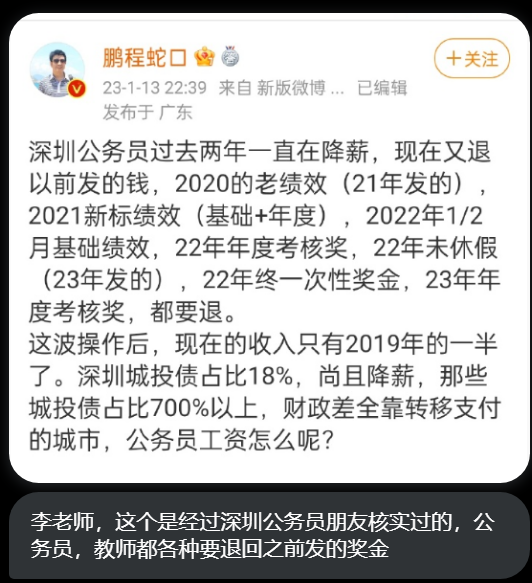 鹏程蛇口
+关注
23-1-13 22:39 来自 新版微博 ... 已编辑
发布于 广东
深圳公务员过去两年一直在降薪，现在又退
以前发的钱，2020的老绩效（21年发的），
2021新标绩效（基础+年度），2022年1/2
月基础绩效，22年年度考核奖，22年未休假
（23年发的），22年终一次性奖金，23年年
度考核奖，都要退。
这波操作后，现在的收入只有2019年的一半
了。深圳城投债占比18%，尚且降薪，那些
城投债占比700%以上，财政差全靠转移支付
的城市，公务员工资怎么呢？
李老师，这个是经过深圳公务员朋友核实过的，公
务员，教师都各种要退回之前发的奖金